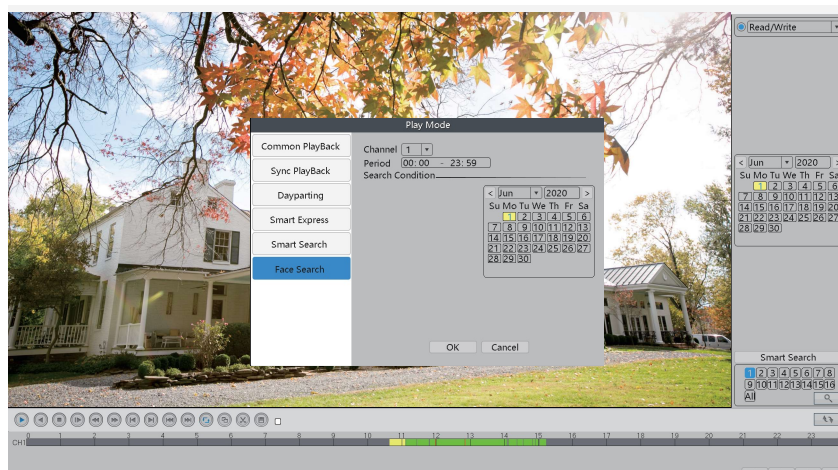 Read/Write
Play Mode
Common PlayBack
Sync PlayBack
Dayparting
Smart Express
Smart Search
Face Search
Channel 1
Period 00:00 - 23:59
Search Condition
< Jun 2020 >
Su Mo Tu We Th Fr Sa
1 2 3 4 5 6
7 8 9 10 11 12 13
14 15 16 17 18 19 20
21 22 23 24 25 26 27
28 29 30
OK Cancel
< Jun 2020 >
Su Mo Tu We Th Fr Sa
1 2 3 4 5 6
7 8 9 10 11 12 13
14 15 16 17 18 19 20
21 22 23 24 25 26 27
28 29 30
Smart Search
1 2 3 4 5 6 7 8
9 10 11 12 13 14 15 16
All
0 1 2 3 4 5 6 7 8 9 10 11 12 13 14 15 16 17 18 19 20 21 22 23
CH1